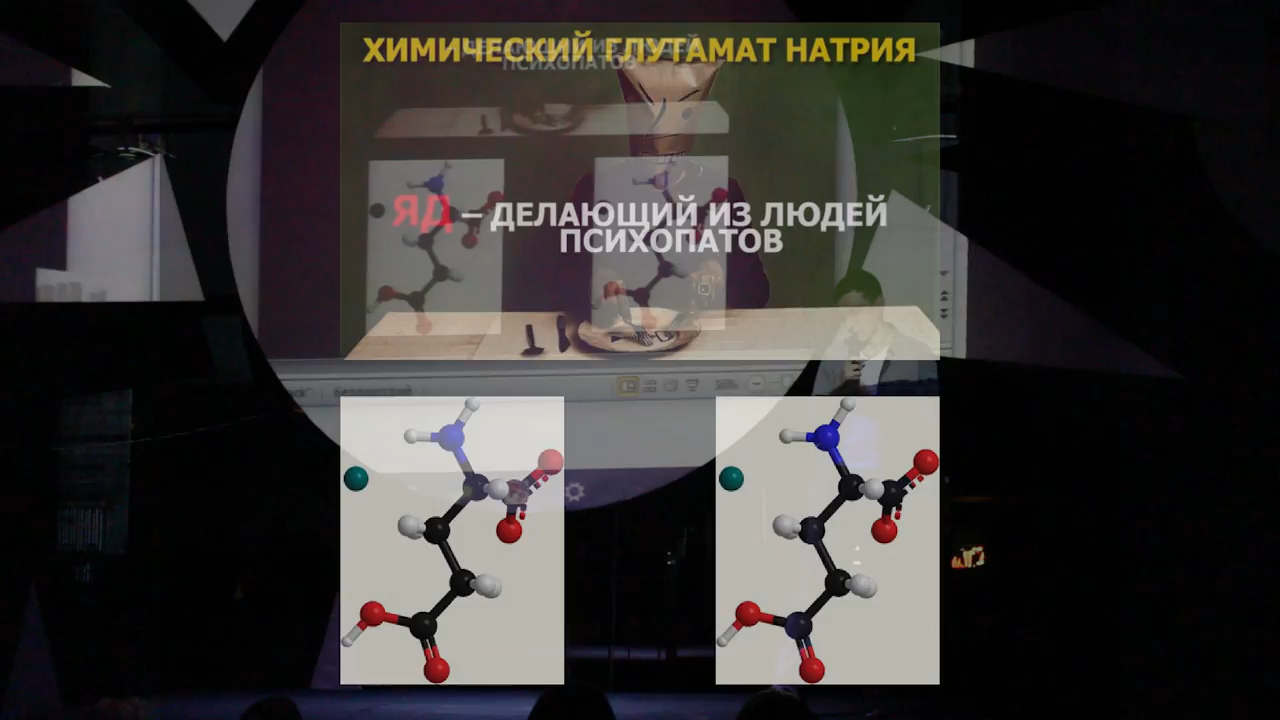 ХИМИЧЕСКИЙ ГЛУТАМАТ НАТРИЯ
ЯД – ДЕЛАЮЩИЙ ИЗ ЛЮДЕЙ
ПСИХОПАТОВ